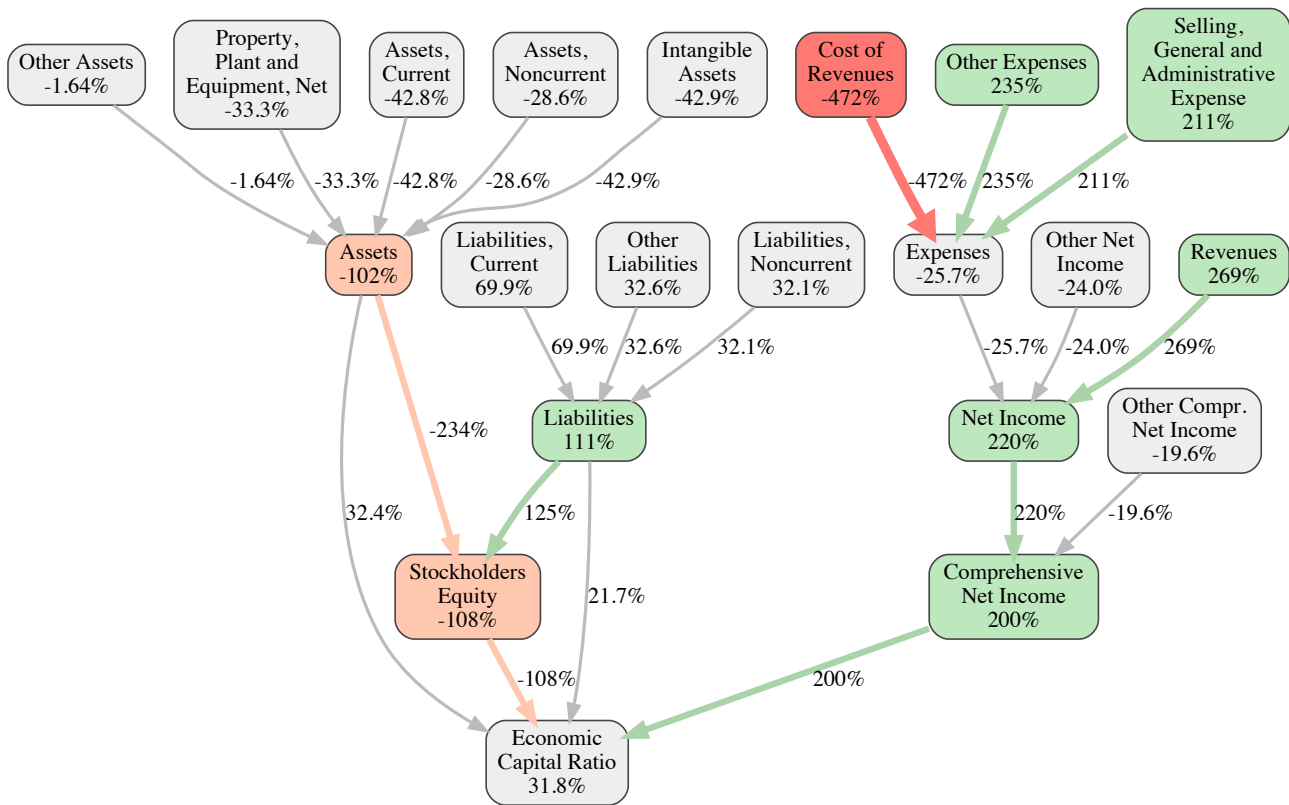 Other Assets
-1.64%
Property,
Plant and
Equipment, Net
-33.3%
Assets,
Current
-42.8%
Assets,
Noncurrent
-28.6%
Intangible
Assets
-42.9%
Cost of
Revenues
-472%
Other Expenses
235%
Selling,
General and
Administrative
Expense
211%
-1.64%
-33.3%
-42.8%
-28.6%
-42.9%
-472%
235%
211%
Assets
-102%
Liabilities,
Current
69.9%
Other
Liabilities
32.6%
Liabilities,
Noncurrent
32.1%
Expenses
-25.7%
Other Net
Income
-24.0%
Revenues
269%
69.9%
32.6%
32.1%
-25.7%
-24.0%
269%
-234%
Liabilities
111%
Net Income
220%
Other Compr.
Net Income
-19.6%
32.4%
125%
220%
-19.6%
Stockholders
Equity
-108%
21.7%
Comprehensive
Net Income
200%
-108%
200%
Economic
Capital Ratio
31.8%